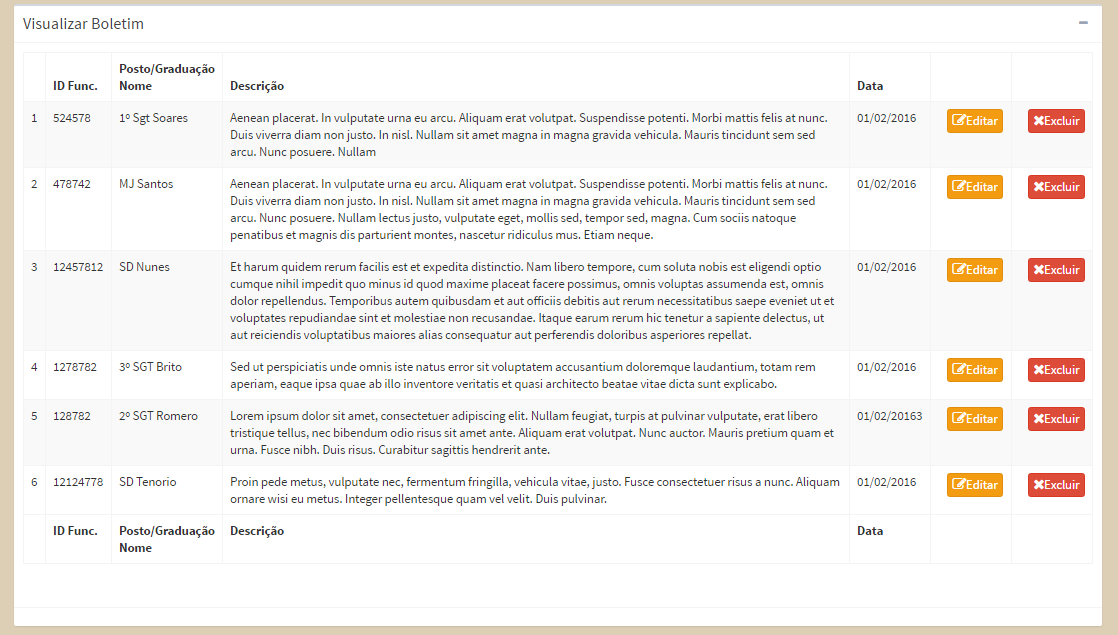 Visualizar Boletim
ID Func. Posto/Graduação Nome Descrição Data
1 524578 1º Sgt Soares Aenean placerat. In vulputate urna eu arcu. Aliquam erat volutpat. Suspendisse potenti. Morbi mattis felis at nunc. 01/02/2016 Editar Excluir
Duis viverra diam non justo. In nisl. Nullam sit amet magna in magna gravida vehicula. Mauris tincidunt sem sed
arcu. Nunc posuere. Nullam
2 478742 MJ Santos Aenean placerat. In vulputate urna eu arcu. Aliquam erat volutpat. Suspendisse potenti. Morbi mattis felis at nunc. 01/02/2016 Editar Excluir
Duis viverra diam non justo. In nisl. Nullam sit amet magna in magna gravida vehicula. Mauris tincidunt sem sed
arcu. Nunc posuere. Nullam lectus justo, vulputate eget, mollis sed, tempor sed, magna. Cum sociis natoque
penatibus et magnis dis parturient montes, nascetur ridiculus mus. Etiam neque.
3 12457812 SD Nunes Et harum quidem rerum facilis est et expedita distinctio. Nam libero tempore, cum soluta nobis est eligendi optio 01/02/2016 Editar Excluir
cumque nihil impedit quo minus id quod maxime placeat facere possimus, omnis voluptas assumenda est, omnis
dolor repellendus. Temporibus autem quibusdam et aut officiis debitis aut rerum necessitatibus saepe eveniet ut et
voluptates repudiandae sint et molestiae non recusandae. Itaque earum rerum hic tenetur a sapiente delectus, ut
aut reiciendis voluptatibus maiores alias consequatur aut perferendis doloribus asperiores repellat.
4 1278782 3º SGT Brito Sed ut perspiciatis unde omnis iste natus error sit voluptatem accusantium doloremque laudantium, totam rem 01/02/2016 Editar Excluir
aperiam, eaque ipsa quae ab illo inventore veritatis et quasi architecto beatae vitae dicta sunt explicabo.
5 128782 2º SGT Romero Lorem ipsum dolor sit amet, consectetuer adipiscing elit. Nullam feugiat, turpis at pulvinar vulputate, erat libero 01/02/20163 Editar Excluir
tristique tellus, nec bibendum odio risus sit amet ante. Aliquam erat volutpat. Nunc auctor. Mauris pretium quam et
urna. Fusce nibh. Duis risus. Curabitur sagittis hendrerit ante.
6 12124778 SD Tenorio Proin pede metus, vulputate nec, fermentum fringilla, vehicula vitae, justo. Fusce consectetuer risus a nunc. Aliquam 01/02/2016 Editar Excluir
ornare wisi eu metus. Integer pellentesque quam vel velit. Duis pulvinar.
ID Func. Posto/Graduação Descrição Data
Nome